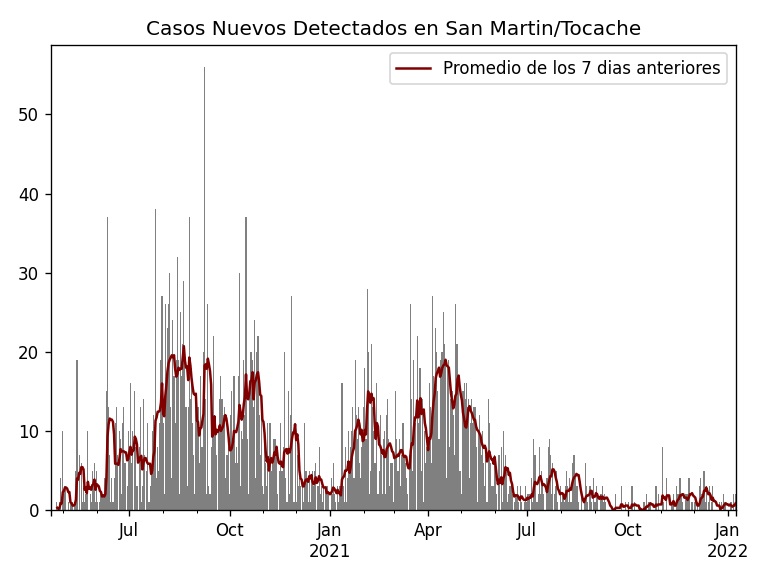 Casos Nuevos Detectados en San Martin/Tocache
Promedio de los 7 dias anteriores
50
40
30
20
10
0
Jul
Oct
Jan
2021
Apr
Jul
Oct
Jan
2022